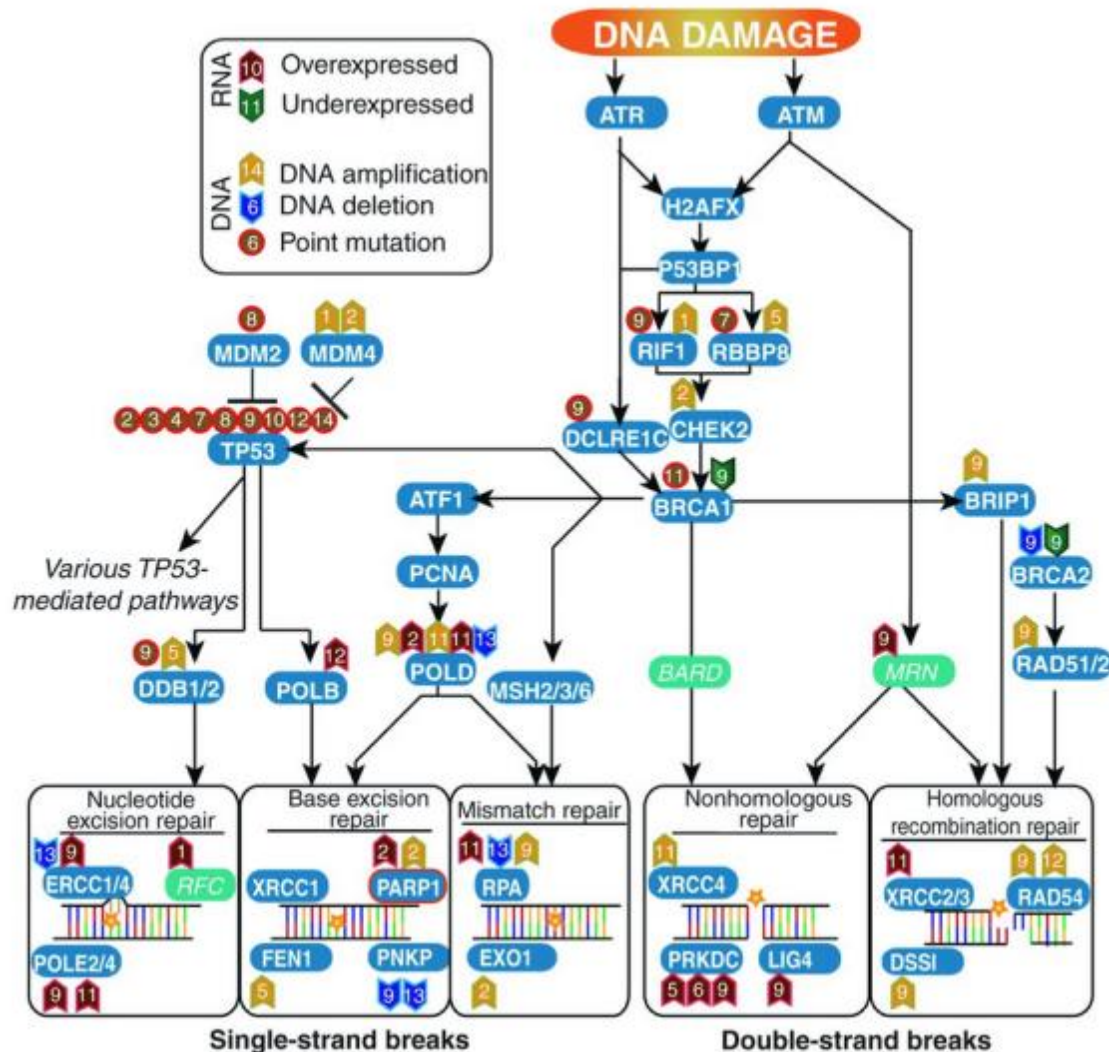 DNA DAMAGE
RNA
10 Overexpressed
11 Underexpressed
DNA
14 DNA amplification
6 DNA deletion
6 Point mutation
ATR
ATM
H2AFX
P53BP1
9 1
RIF1
7 5
RBBP8
8
MDM2
1 2
MDM4
2 3 4 7 8 9 10 12 14
TP53
9
DCLRE1C
2
CHEK2
11 9
BRCA1
ATF1
PCNA
9
BRIP1
9 9
BRCA2
Various TP53-
mediated pathways
9 5
DDB1/2
12
POLB
9 2 11 11 13
POLD
MSH2/3/6
BARD
9
MRN
9
RAD51/2
Nucleotide
excision repair
13 9
ERCC1/4
1
RFC
POLE2/4
9 11
Base excision
repair
XRCC1
2 2
PARP1
FEN1
5
PNKP
9 13
Mismatch repair
11 13 9
RPA
EXO1
2
Nonhomologous
repair
11
XRCC4
PRKDC
5 6 9
LIG4
9
Homologous
recombination repair
11
XRCC2/3
9 12
RAD54
DSSI
9
Single-strand breaks
Double-strand breaks